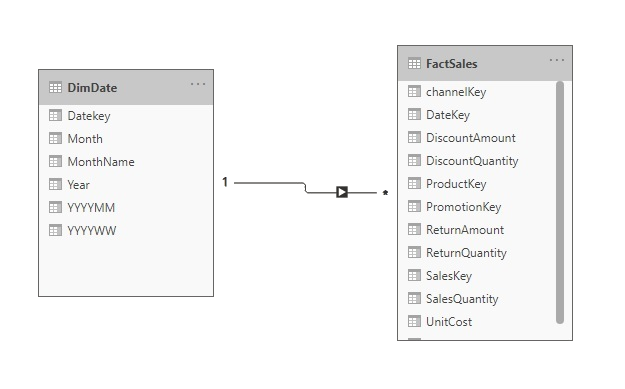 DimDate
Datekey
Month
MonthName
Year
YYYYMM
YYYYWW
1
*
FactSales
channelKey
DateKey
DiscountAmount
DiscountQuantity
ProductKey
PromotionKey
ReturnAmount
ReturnQuantity
SalesKey
SalesQuantity
UnitCost